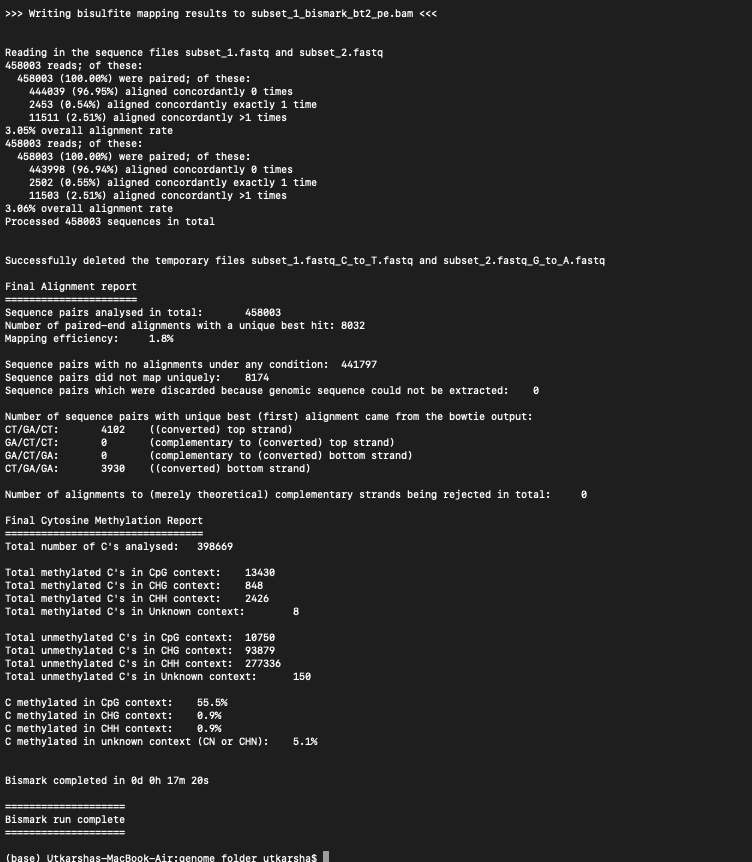 >>> Writing bisulfite mapping results to subset_1_bismark_bt2_pe.bam <<<
Reading in the sequence files subset_1.fastq and subset_2.fastq
458003 reads; of these:
  458003 (100.00%) were paired; of these:
    444039 (96.95%) aligned concordantly 0 times
    2453 (0.54%) aligned concordantly exactly 1 time
    11511 (2.51%) aligned concordantly >1 times
3.05% overall alignment rate
458003 reads; of these:
  458003 (100.00%) were paired; of these:
    443998 (96.94%) aligned concordantly 0 times
    2502 (0.55%) aligned concordantly exactly 1 time
    11503 (2.51%) aligned concordantly >1 times
3.06% overall alignment rate
Processed 458003 sequences in total
Successfully deleted the temporary files subset_1.fastq_C_to_T.fastq and subset_2.fastq_G_to_A.fastq
Final Alignment report
======================
Sequence pairs analysed in total:	458003
Number of paired-end alignments with a unique best hit:	8032
Mapping efficiency:	1.8%
Sequence pairs with no alignments under any condition:	441797
Sequence pairs did not map uniquely:	8174
Sequence pairs which were discarded because genomic sequence could not be extracted:	0
Number of sequence pairs with unique best (first) alignment came from the bowtie output:
CT/GA/CT:	4102	((converted) top strand)
GA/CT/CT:	0	(complementary to (converted) top strand)
GA/CT/GA:	0	(complementary to (converted) bottom strand)
CT/GA/GA:	3930	((converted) bottom strand)
Number of alignments to (merely theoretical) complementary strands being rejected in total:	0
Final Cytosine Methylation Report
=================================
Total number of C's analysed:	398669
Total methylated C's in CpG context:	13430
Total methylated C's in CHG context:	848
Total methylated C's in CHH context:	2426
Total methylated C's in Unknown context:	8
Total unmethylated C's in CpG context:	10750
Total unmethylated C's in CHG context:	93879
Total unmethylated C's in CHH context:	277336
Total unmethylated C's in Unknown context:	150
C methylated in CpG context:	55.5%
C methylated in CHG context:	0.9%
C methylated in CHH context:	0.9%
C methylated in unknown context (CN or CHN):	5.1%
Bismark completed in 0d 0h 17m 20s
====================
Bismark run complete
====================
(base) Utkarshas-MacBook-Air:genome_folder utkarsha$